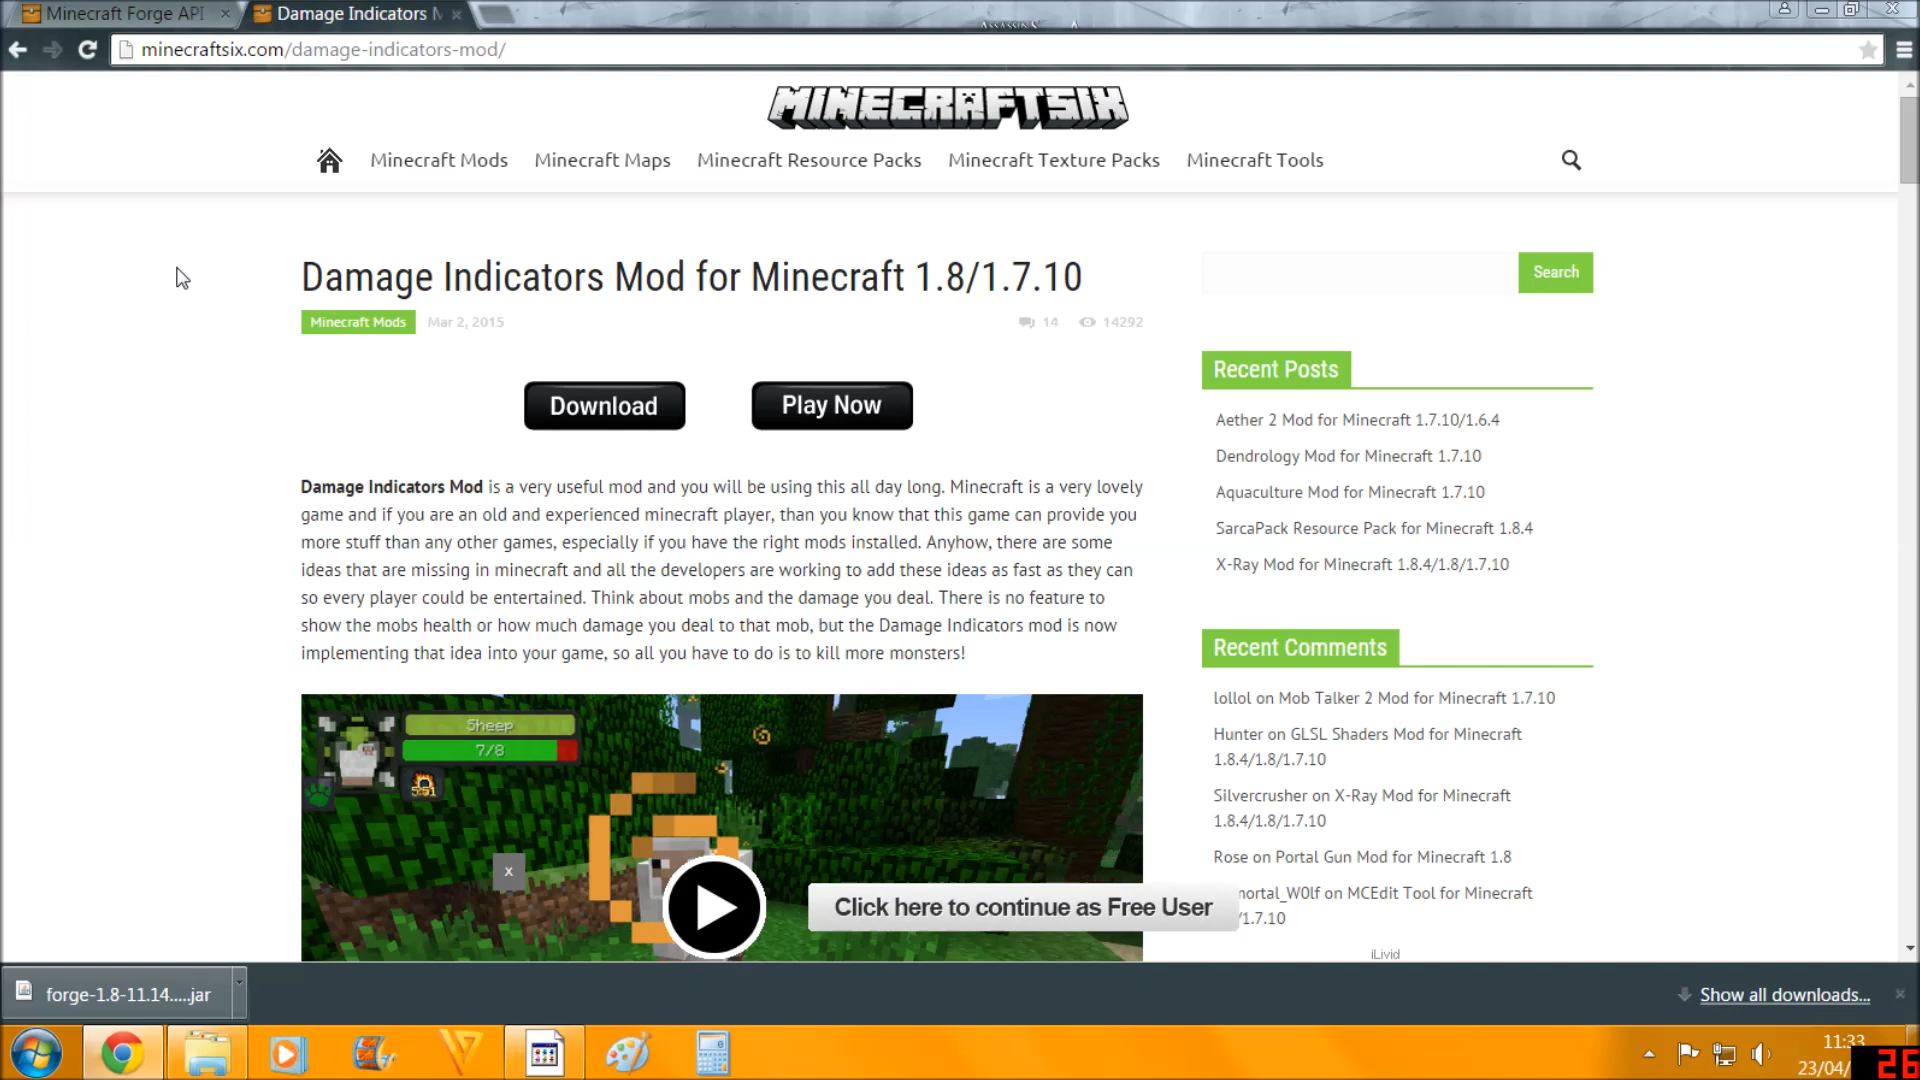 Minecraft Forge API
Damage Indicators M
minecraftsix.com/damage-indicators-mod/
MINECRAFTSIX
Minecraft Mods Minecraft Maps Minecraft Resource Packs Minecraft Texture Packs Minecraft Tools
Damage Indicators Mod for Minecraft 1.8/1.7.10
Minecraft Mods Mar 2, 2015 14 14292
Download Play Now
Damage Indicators Mod is a very useful mod and you will be using this all day long. Minecraft is a very lovely
game and if you are an old and experienced minecraft player, than you know that this game can provide you
more stuff than any other games, especially if you have the right mods installed. Anyhow, there are some
ideas that are missing in minecraft and all the developers are working to add these ideas as fast as they can
so every player could be entertained. Think about mobs and the damage you deal. There is no feature to
show the mobs health or how much damage you deal to that mob, but the Damage Indicators mod is now
implementing that idea into your game, so all you have to do is to kill more monsters!
Sheep
7/8
5:51
x
Click here to continue as Free User
iLivid
Search
Recent Posts
Aether 2 Mod for Minecraft 1.7.10/1.6.4
Dendrology Mod for Minecraft 1.7.10
Aquaculture Mod for Minecraft 1.7.10
SarcaPack Resource Pack for Minecraft 1.8.4
X-Ray Mod for Minecraft 1.8.4/1.8/1.7.10
Recent Comments
lollol on Mob Talker 2 Mod for Minecraft 1.7.10
Hunter on GLSL Shaders Mod for Minecraft
1.8.4/1.8/1.7.10
Silvercrusher on X-Ray Mod for Minecraft
1.8.4/1.8/1.7.10
Rose on Portal Gun Mod for Minecraft 1.8
mortal_W0lf on MCEdit Tool for Minecraft
/1.7.10
forge-1.8-11.14.....jar
Show all downloads...
11:33
23/04/
26